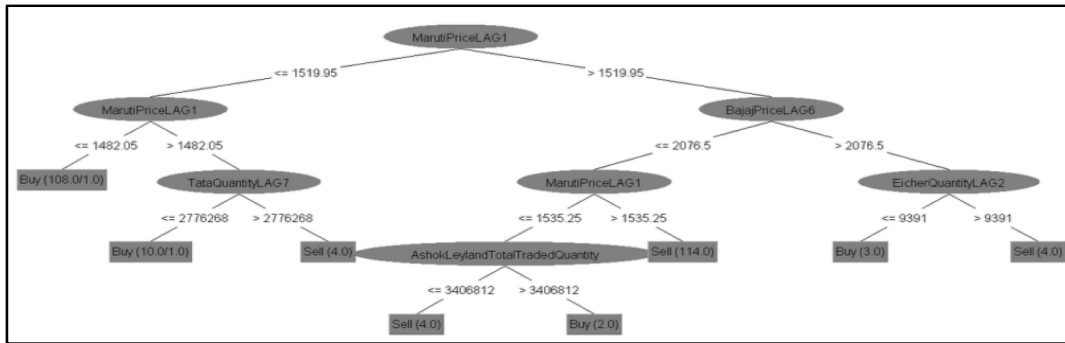 MarutiPriceLAG1
<= 1519.95 > 1519.95
MarutiPriceLAG1 BajajPriceLAG6
<= 1482.05 > 1482.05 <= 2076.5 > 2076.5
Buy (108.0/1.0) TataQuantityLAG7 MarutiPriceLAG1 EicherQuantityLAG2
<= 2776268 > 2776268 <= 1535.25 > 1535.25 <= 9391 > 9391
Buy (10.0/1.0) Sell (4.0) AshokLeylandTotalTradedQuantity Sell (114.0) Buy (3.0) Sell (4.0)
<= 3406812 > 3406812
Sell (4.0) Buy (2.0)